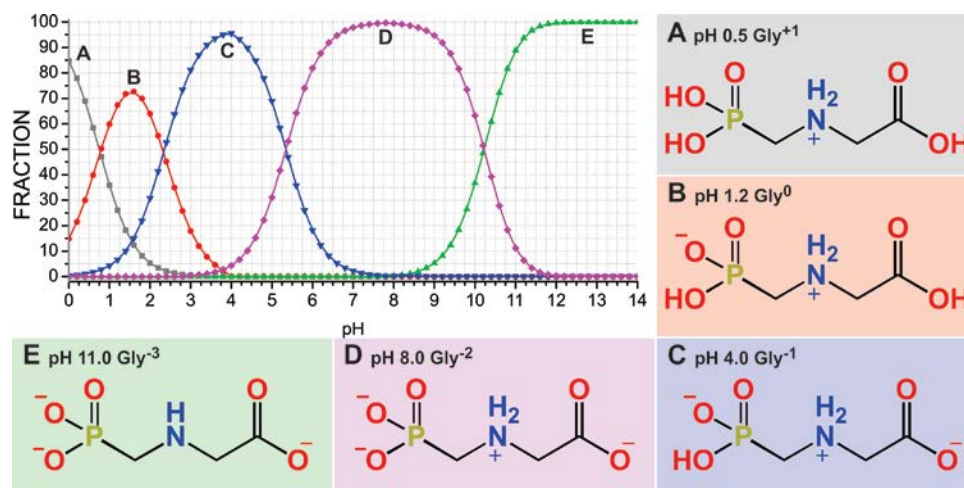 100
90
80
70
60
50
40
30
20
10
0
FRACTION
A
B
C
D
E
0 1 2 3 4 5 6 7 8 9 10 11 12 13 14
pH
A pH 0.5 Gly+1
O
HO
P
HO
H2
N
+
O
OH
B pH 1.2 Gly0
−
O
O
P
HO
H2
N
+
O
OH
E pH 11.0 Gly-3
−
O
O
P
−
O
H
N
O
O
−
D pH 8.0 Gly-2
−
O
O
P
−
O
H2
N
+
O
O
−
C pH 4.0 Gly-1
−
O
O
P
HO
H2
N
+
O
O
−